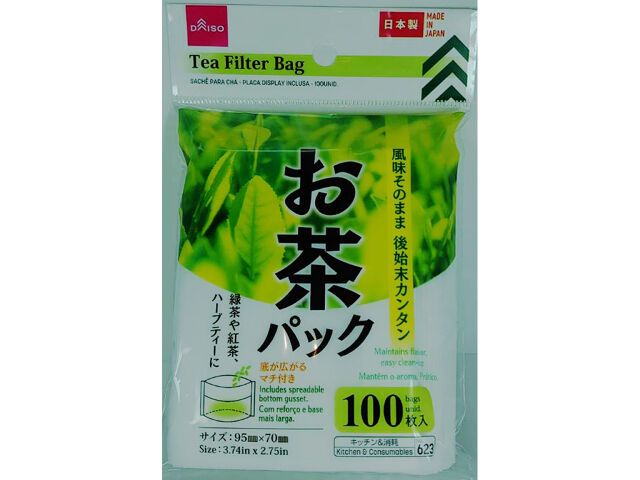 DAISO
日本製
MADE
IN
JAPAN
Tea Filter Bag
SACHÊ PARA CHÁ - PLACA DISPLAY INCLUSA - 100UNID.
お茶パック
風味そのまま 後始末カンタン
緑茶や紅茶、
ハーブティーに
Maintains flavor,
easy clean-up
Mantém o aroma. Prático.
底が広がる
マチ付き
Includes spreadable
bottom gusset.
Com reforço e base
mais larga.
100 bags unid. 枚入
サイズ:95mm×70mm
Size: 3.74in x 2.75in
キッチン&消耗
Kitchen & Consumables
623